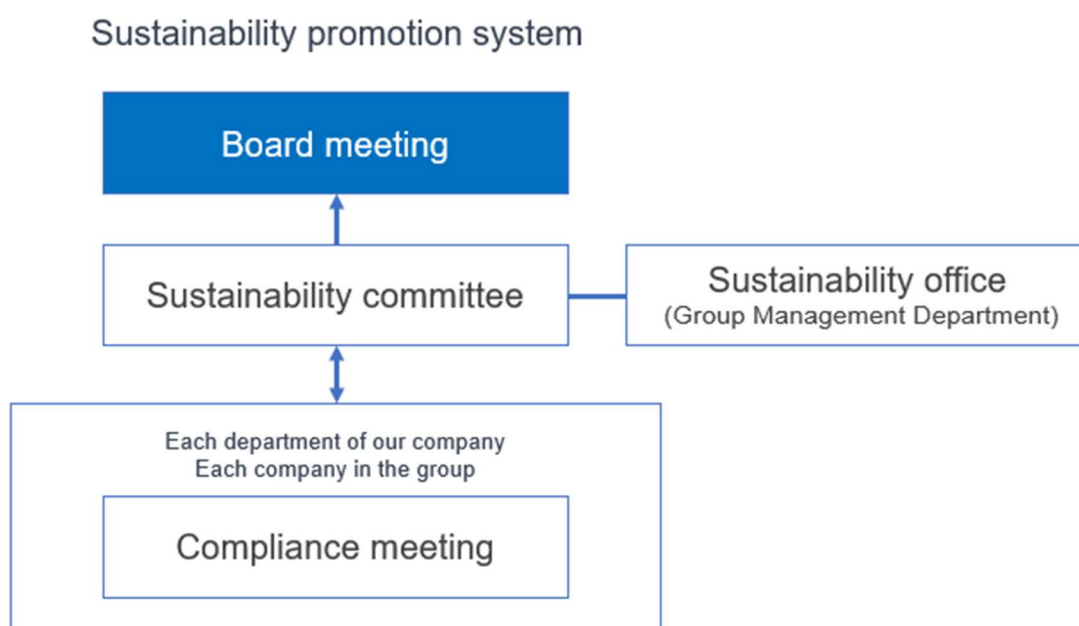 Sustainability promotion system
Board meeting
Sustainability committee
Sustainability office
(Group Management Department)
Each department of our company
Each company in the group
Compliance meeting